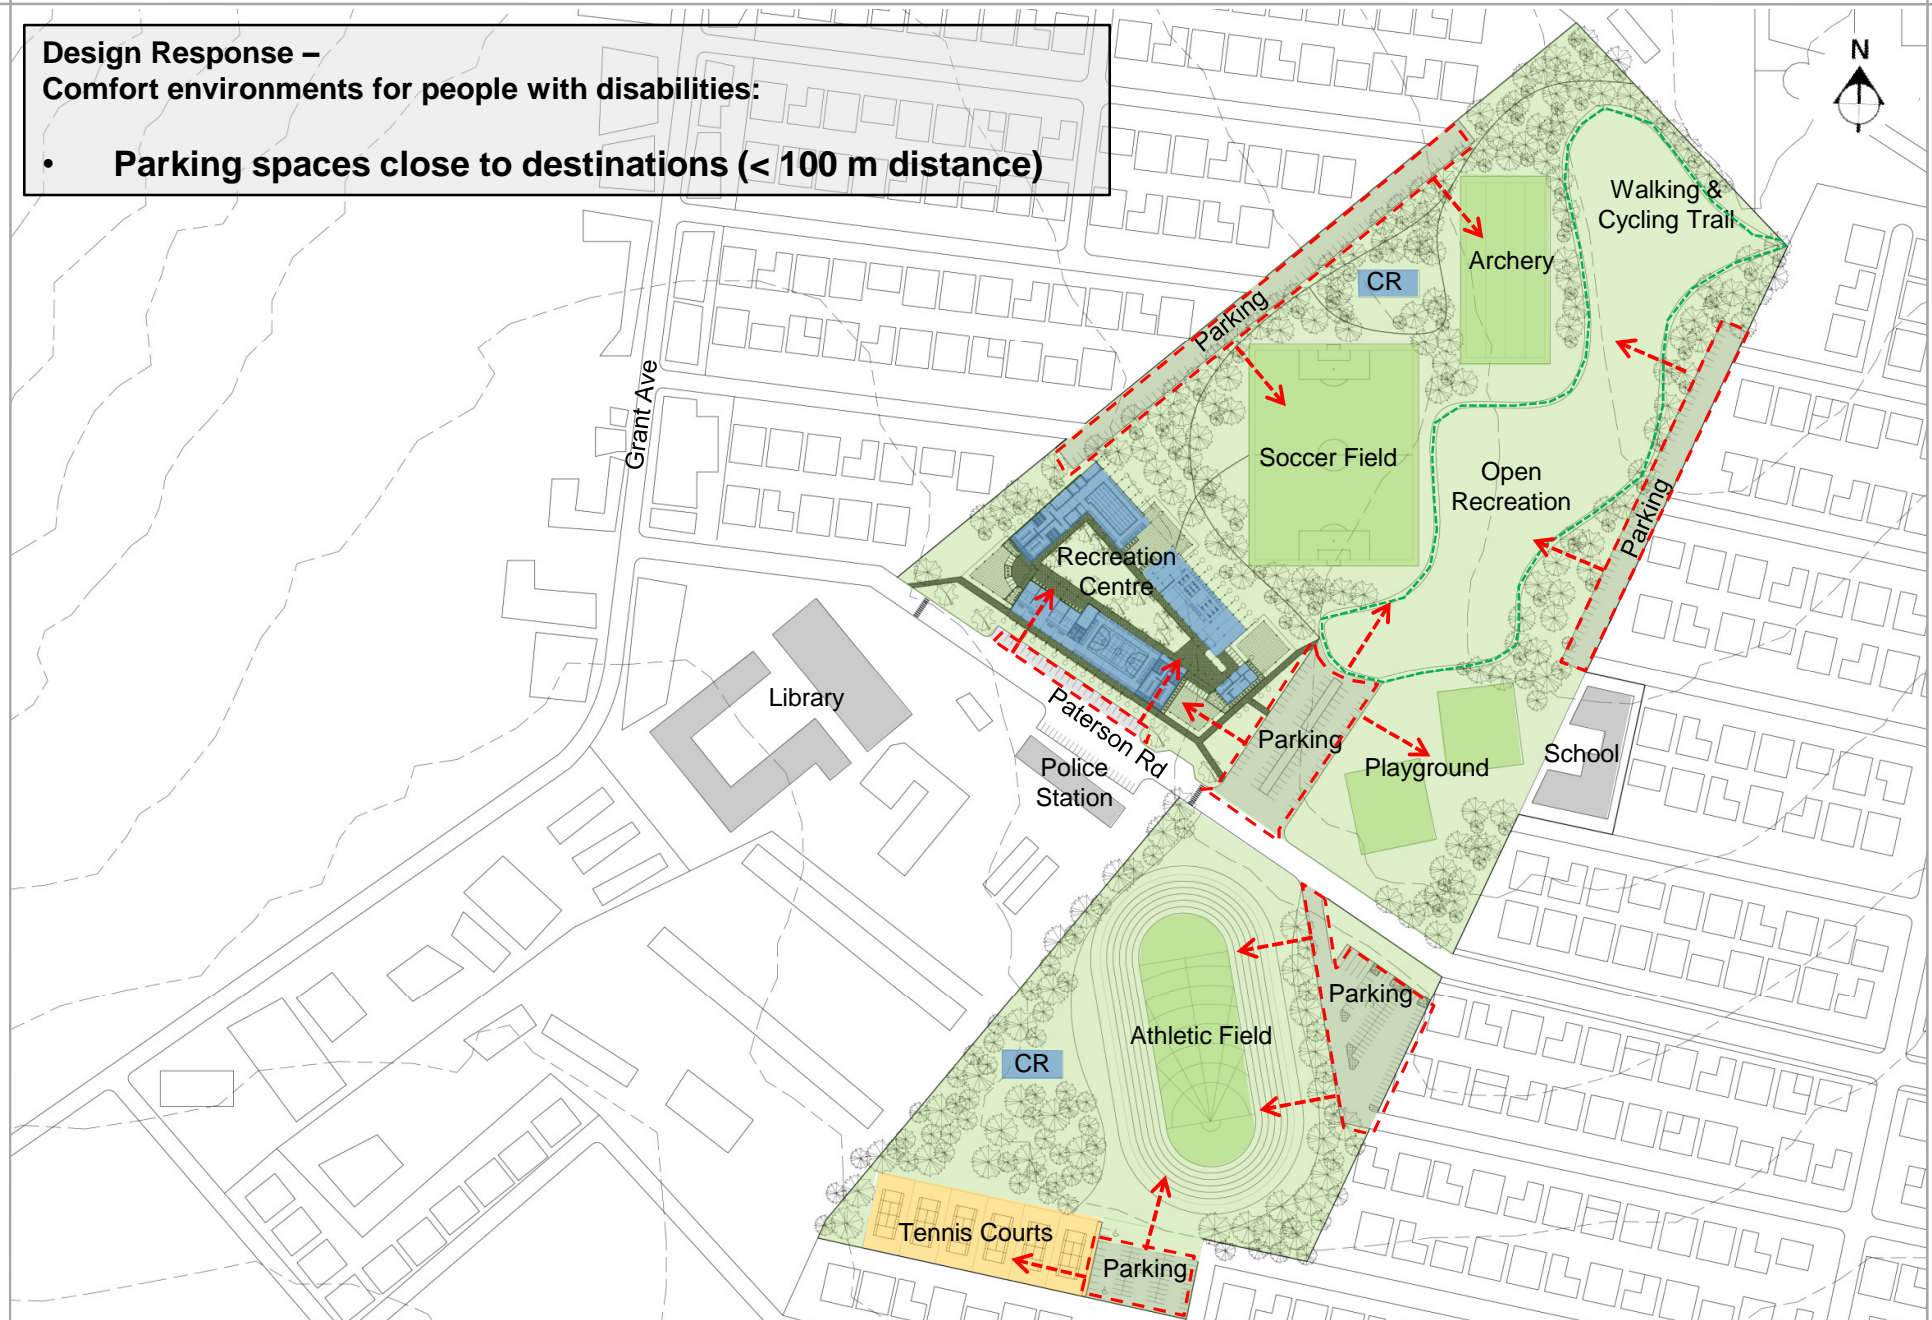 Design Response –
Comfort environments for people with disabilities:
• Parking spaces close to destinations (< 100 m distance)
N
Walking &
Cycling Trail
Archery
CR
Parking
Grant Ave
Soccer Field
Open
Recreation
Parking
Recreation
Centre
Library
Paterson Rd
Parking
Police
Station
Playground
School
Parking
Athletic Field
CR
Tennis Courts
Parking